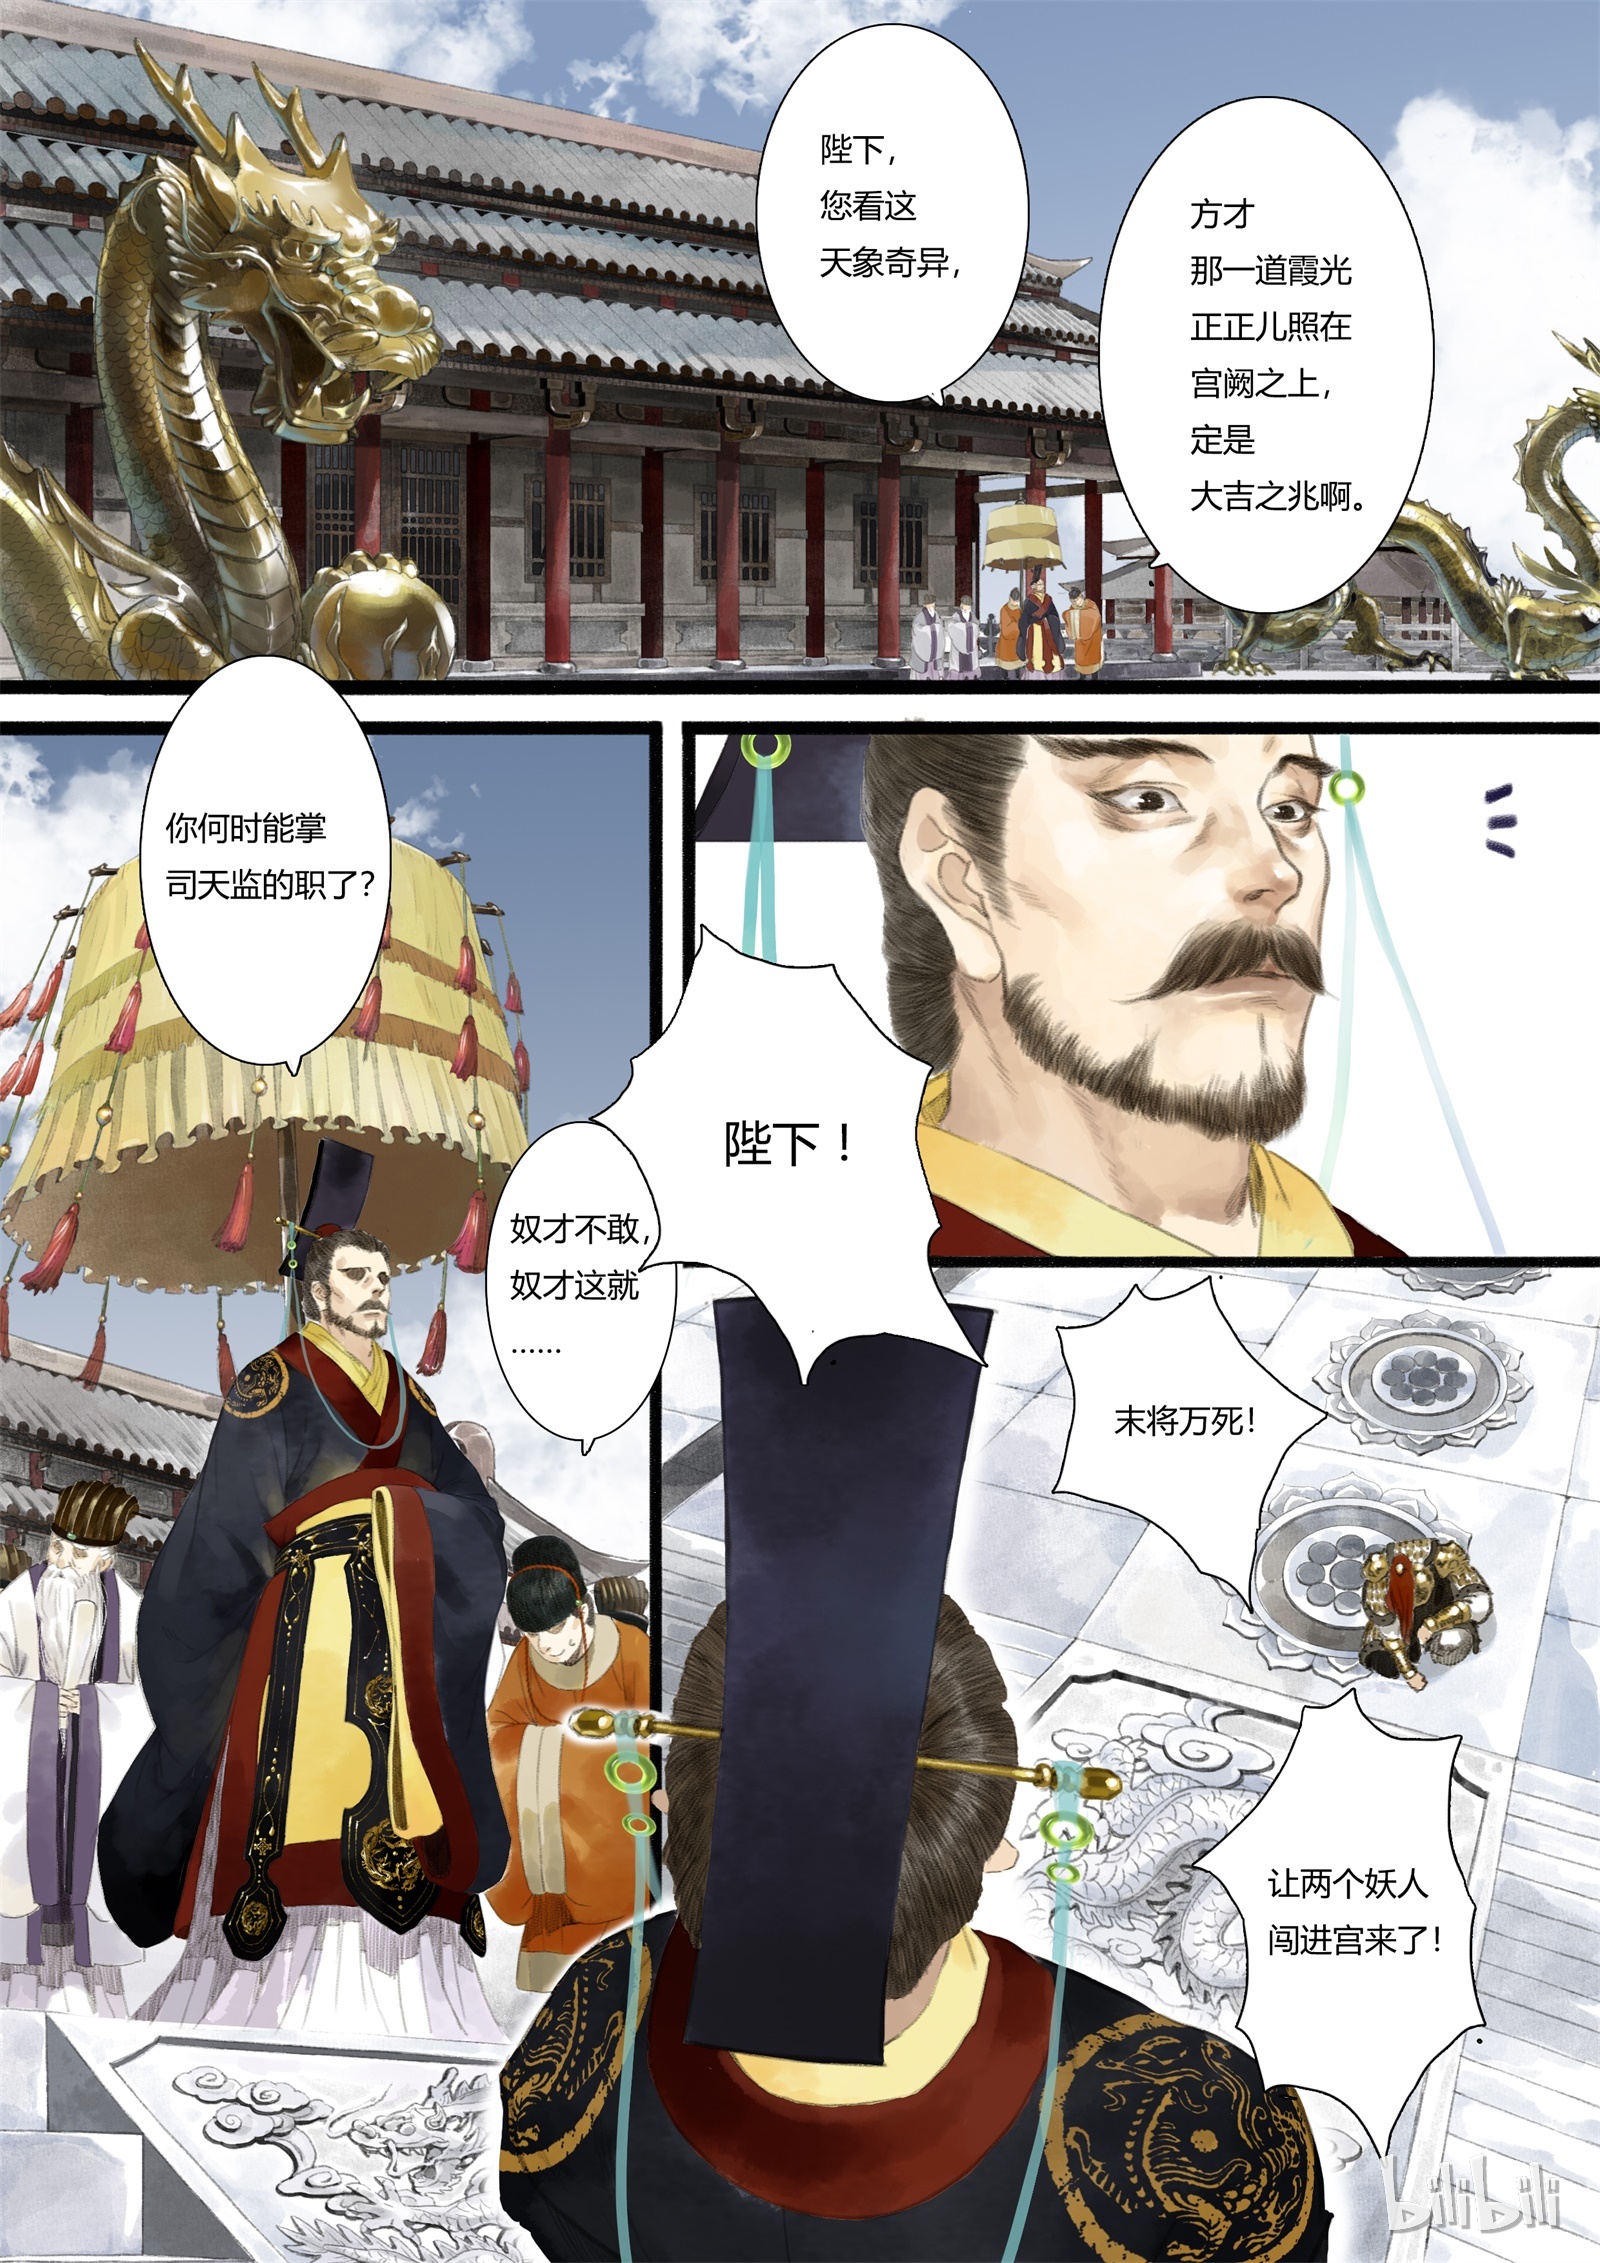 陛下，
您看这
天象奇异，
方才
那一道霞光
正正儿照在
宫阙之上，
定是
大吉之兆啊。
你何时能掌
司天监的职了？
奴才不敢，
奴才这就
……
陛下！
末将万死！
让两个妖人
闯进宫来了！
bilibili